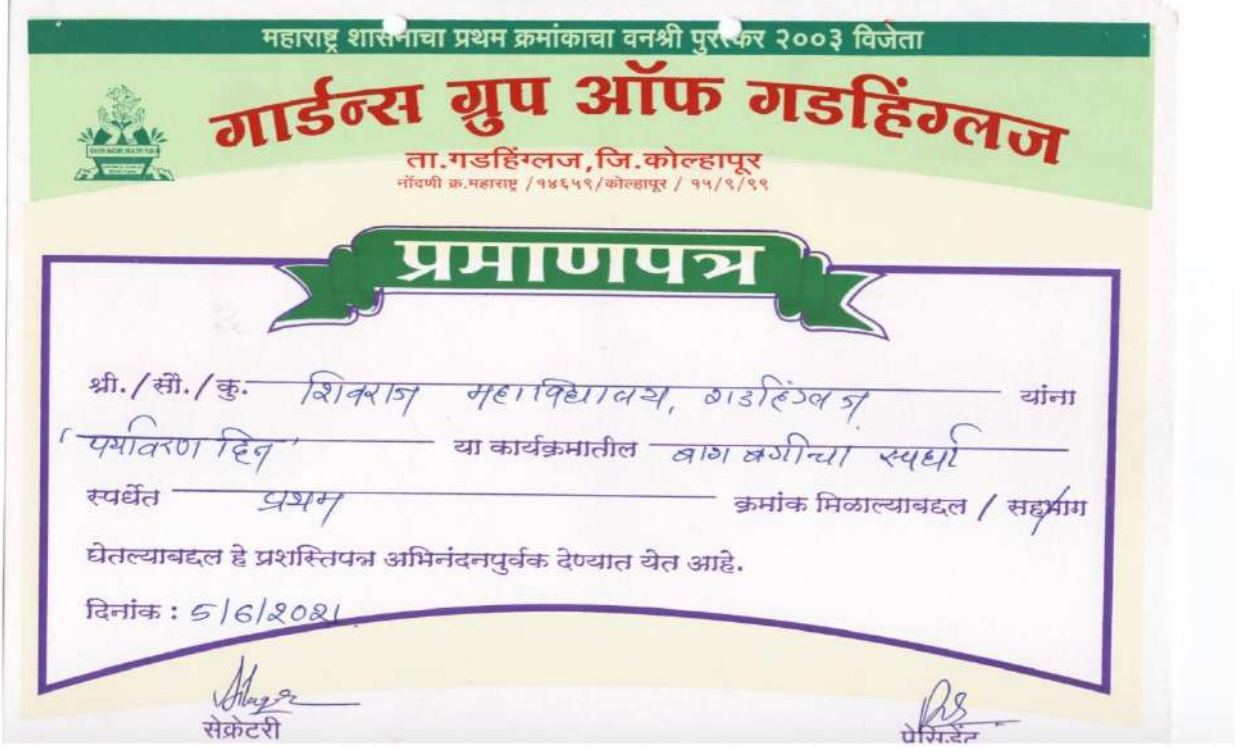 महाराष्ट्र शासनाचा प्रथम क्रमांकाचा वनश्री पुरस्कर २००३ विजेता
गार्डन्स ग्रुप ऑफ गडहिंग्लज
ता.गडहिंग्लज,जि.कोल्हापूर
नोंदणी क्र.महाराष्ट्र /१४६५९/कोल्हापूर / १५/९/९९
प्रमाणपत्र
श्री./सौ./कु. शिवराज महाविद्यालय, गडहिंग्लज यांना
"पर्यावरण दिन" या कार्यक्रमातील बाग बगीचा स्पर्धा
स्पर्धेत प्रथम क्रमांक मिळाल्याबद्दल / सहभाग
घेतल्याबद्दल हे प्रशस्तिपत्र अभिनंदनपुर्वक देण्यात येत आहे.
दिनांक : 5/6/2021
सेक्रेटरी
प्रेसिडेंट